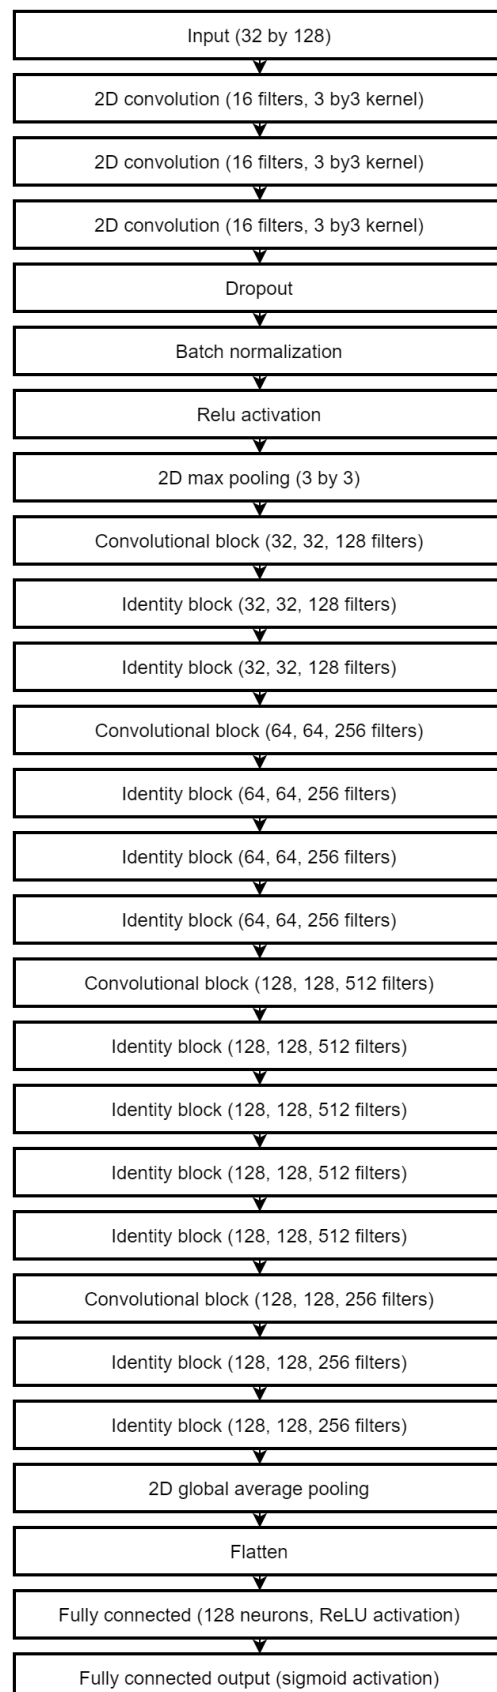 Input (32 by 128)
2D convolution (16 filters, 3 by3 kernel)
2D convolution (16 filters, 3 by3 kernel)
2D convolution (16 filters, 3 by3 kernel)
Dropout
Batch normalization
Relu activation
2D max pooling (3 by 3)
Convolutional block (32, 32, 128 filters)
Identity block (32, 32, 128 filters)
Identity block (32, 32, 128 filters)
Convolutional block (64, 64, 256 filters)
Identity block (64, 64, 256 filters)
Identity block (64, 64, 256 filters)
Identity block (64, 64, 256 filters)
Convolutional block (128, 128, 512 filters)
Identity block (128, 128, 512 filters)
Identity block (128, 128, 512 filters)
Identity block (128, 128, 512 filters)
Identity block (128, 128, 512 filters)
Convolutional block (128, 128, 256 filters)
Identity block (128, 128, 256 filters)
Identity block (128, 128, 256 filters)
2D global average pooling
Flatten
Fully connected (128 neurons, ReLU activation)
Fully connected output (sigmoid activation)